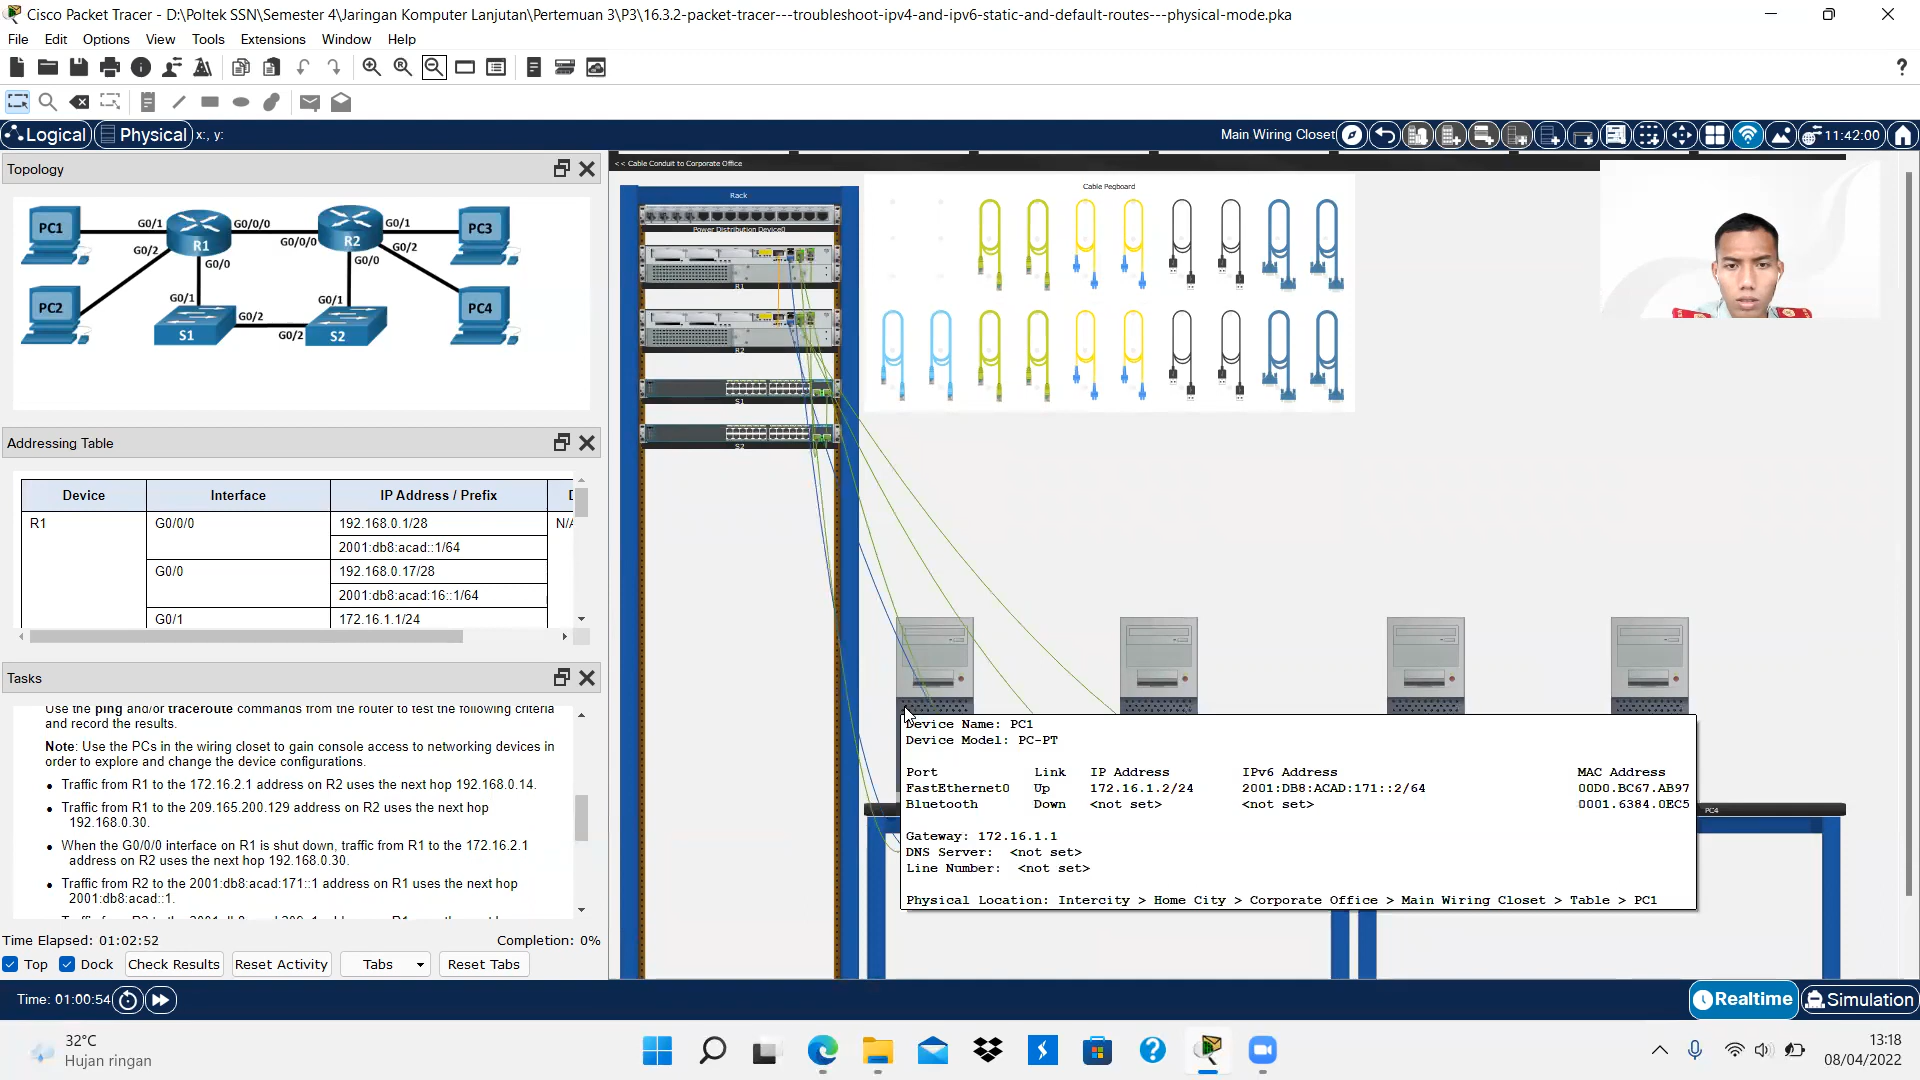 Cisco Packet Tracer - D:\Poltek SSN\Semester 4\Jaringan Komputer Lanjutan\Pertemuan 3\P3\16.3.2-packet-tracer---troubleshoot-ipv4-and-ipv6-static-and-default-routes---physical-mode.pka
File Edit Options View Tools Extensions Window Help
Logical Physical x:, y:
Main Wiring Closet
11:42:00
Topology
PC1 G0/1 R1 G0/0/0 R2 G0/1 PC3
G0/2 G0/0/0 G0/2
G0/0 G0/0
PC2 G0/1 G0/1 PC4
S1 G0/2 G0/2 S2
Addressing Table
Device Interface IP Address / Prefix
R1 G0/0/0 192.168.0.1/28 N/A
2001:db8:acad::1/64
G0/0 192.168.0.17/28
2001:db8:acad:16::1/64
G0/1 172.16.1.1/24
Tasks
Use the ping and/or traceroute commands from the router to test the following criteria
and record the results.
Note: Use the PCs in the wiring closet to gain console access to networking devices in
order to explore and change the device configurations.
• Traffic from R1 to the 172.16.2.1 address on R2 uses the next hop 192.168.0.14.
• Traffic from R1 to the 209.165.200.129 address on R2 uses the next hop
192.168.0.30.
• When the G0/0/0 interface on R1 is shut down, traffic from R1 to the 172.16.2.1
address on R2 uses the next hop 192.168.0.30.
• Traffic from R2 to the 2001:db8:acad:171::1 address on R1 uses the next hop
2001:db8:acad::1.
Time Elapsed: 01:02:52 Completion: 0%
Top Dock Check Results Reset Activity Tabs Reset Tabs
Time: 01:00:54
Realtime Simulation
<< Cable Conduit to Corporate Office
Rack
Power Distribution Device0
R1
R2
S1
S2
Cable Pegboard
Device Name: PC1
Device Model: PC-PT
Port Link IP Address IPv6 Address MAC Address
FastEthernet0 Up 172.16.1.2/24 2001:DB8:ACAD:171::2/64 00D0.BC67.AB97
Bluetooth Down <not set> <not set> 0001.6384.0EC5
Gateway: 172.16.1.1
DNS Server: <not set>
Line Number: <not set>
Physical Location: Intercity > Home City > Corporate Office > Main Wiring Closet > Table > PC1
PC4
32°C
Hujan ringan
13:18
08/04/2022